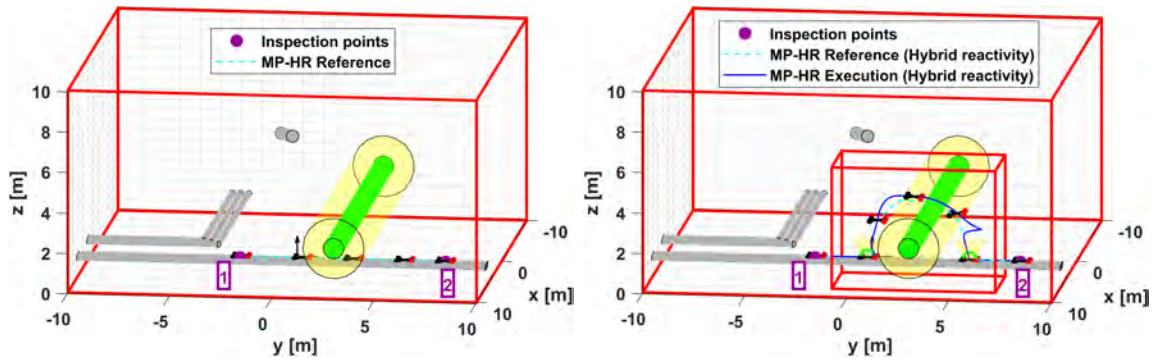 Inspection points
MP-HR Reference
10
8
6
4
2
0
z [m]
-10
-5
0
5
10
y [m]
-10
0
10
x [m]
1
2
Inspection points
MP-HR Reference (Hybrid reactivity)
MP-HR Execution (Hybrid reactivity)
10
8
6
4
2
0
z [m]
-10
-5
0
5
10
y [m]
-10
0
10
x [m]
1
2